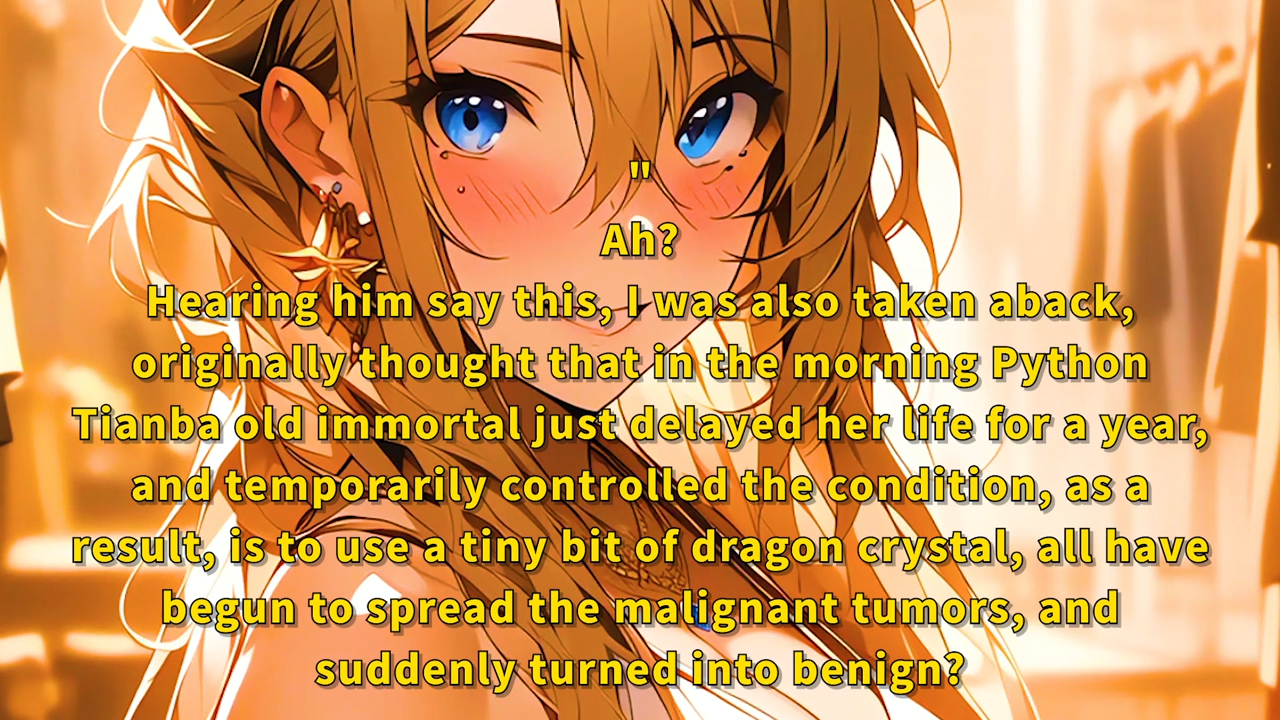 "
Ah?
Hearing him say this, I was also taken aback,
originally thought that in the morning Python
Tianba old immortal just delayed her life for a year,
and temporarily controlled the condition, as a
result, is to use a tiny bit of dragon crystal, all have
begun to spread the malignant tumors, and
suddenly turned into benign?